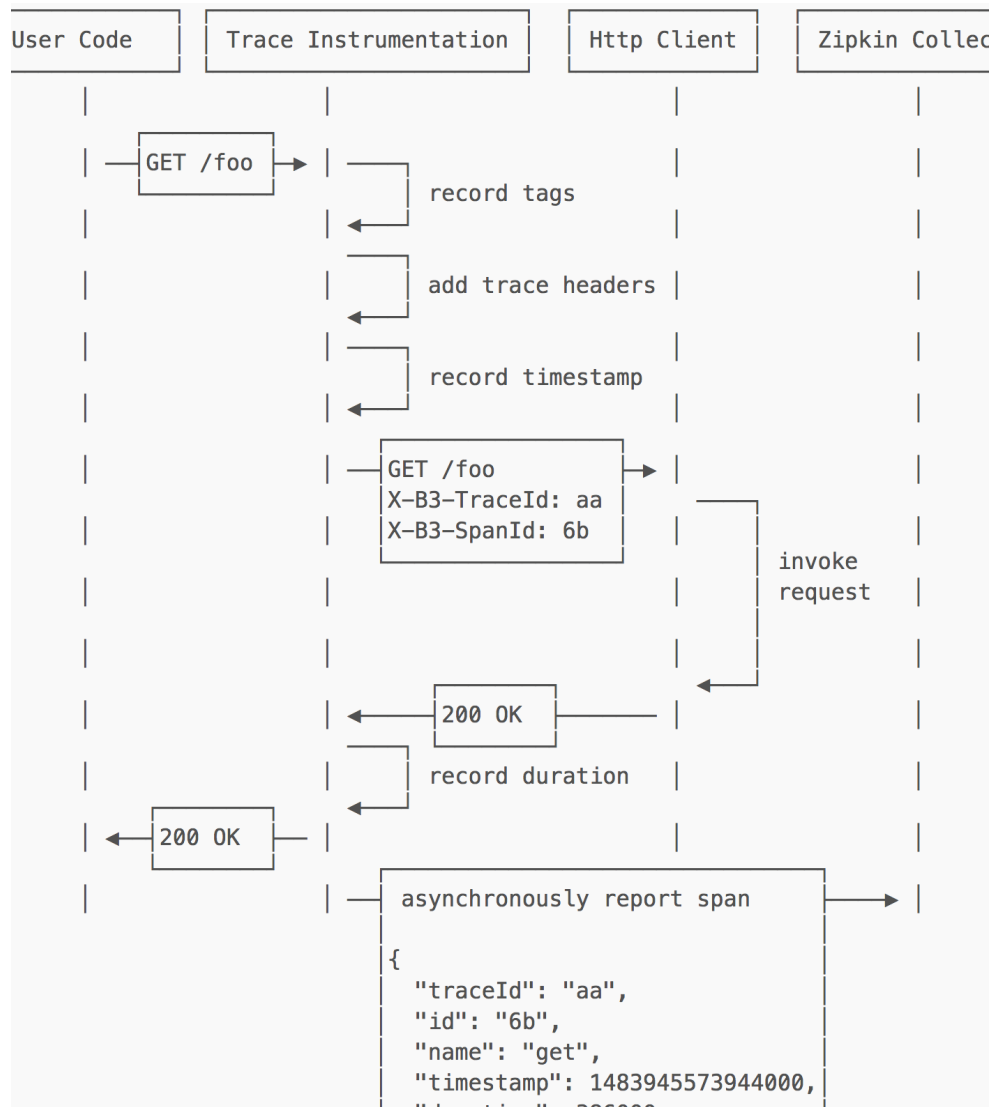 User Code Trace Instrumentation Http Client Zipkin Collec
GET /foo
record tags
add trace headers
record timestamp
GET /foo
X-B3-TraceId: aa
X-B3-SpanId: 6b
invoke
request
200 OK
record duration
200 OK
asynchronously report span
{
"traceId": "aa",
"id": "6b",
"name": "get",
"timestamp": 1483945573944000,